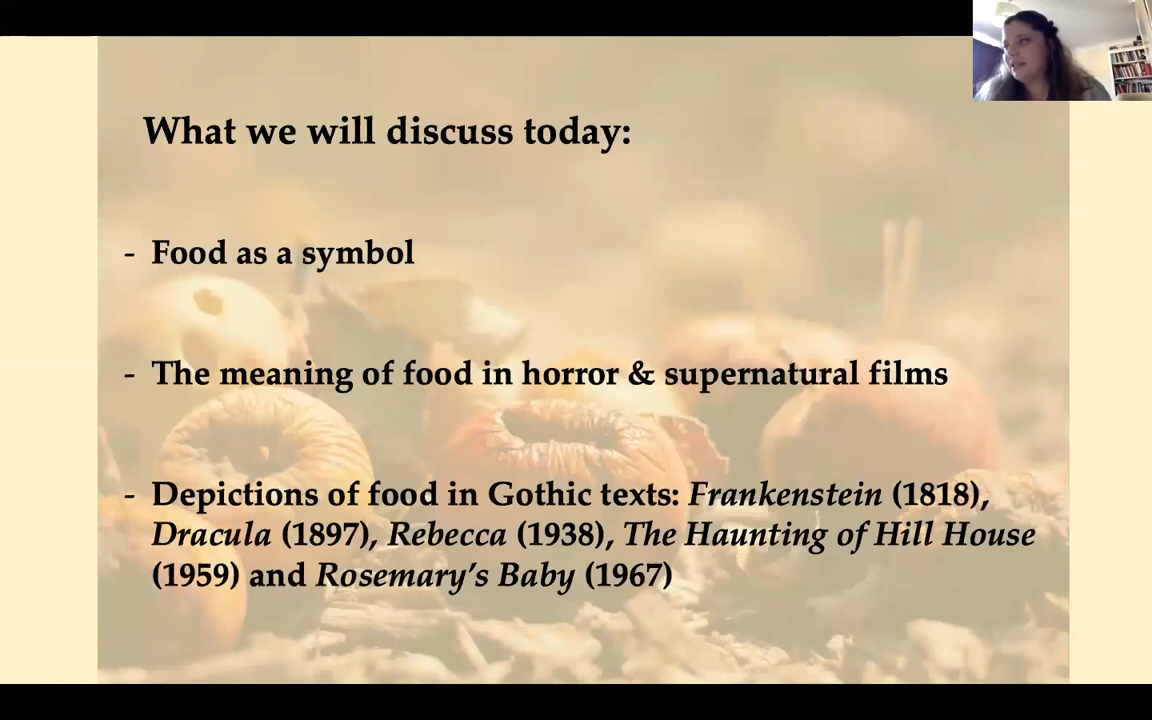 What we will discuss today:
- Food as a symbol
- The meaning of food in horror & supernatural films
- Depictions of food in Gothic texts: Frankenstein (1818),
Dracula (1897), Rebecca (1938), The Haunting of Hill House
(1959) and Rosemary's Baby (1967)